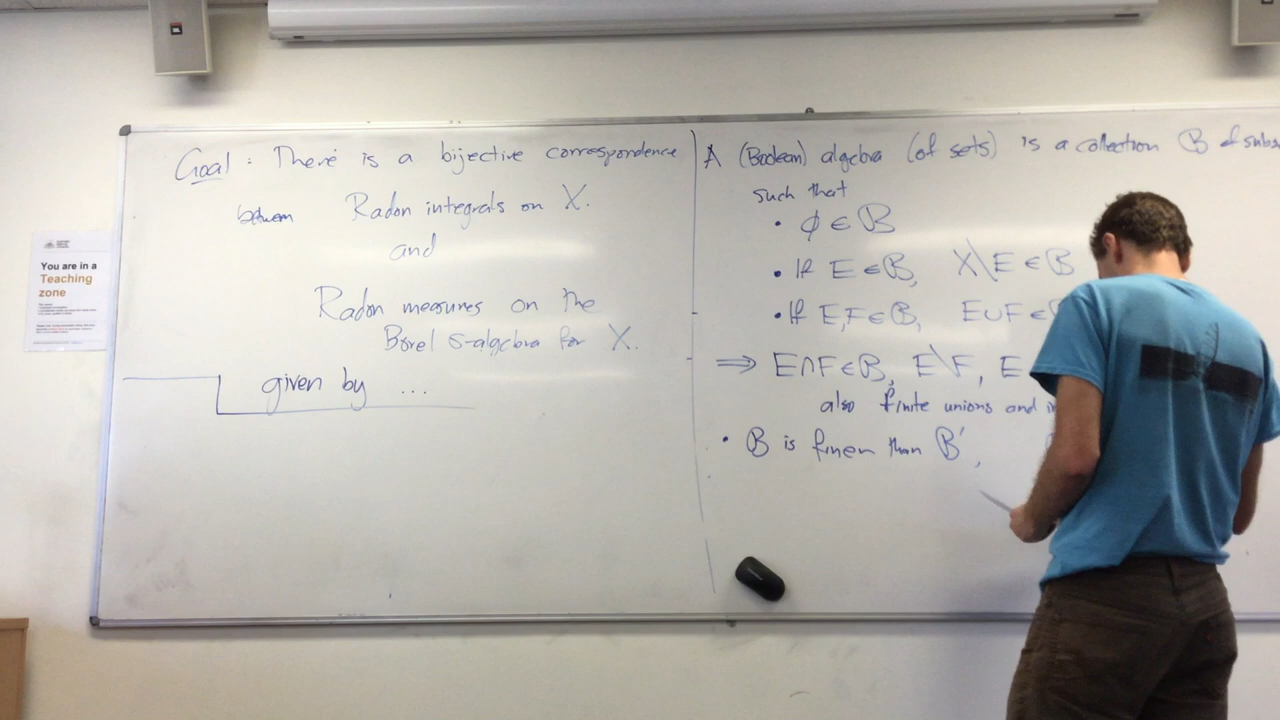 You are in a
Teaching
zone
Goal : There is a bijective correspondence
between Radon integrals on X.
and
Radon measures on the
Borel σ-algebra for X.
given by ...
A (Boolean) algebra (of sets) is a collection B of subs
such that
• ∅ ∈ B
• If E ∈ B, X\E ∈ B
• If E,F ∈ B, E∪F ∈
⟹ E∩F ∈ B, E\F, E
also finite unions and in
• B is finer than B',